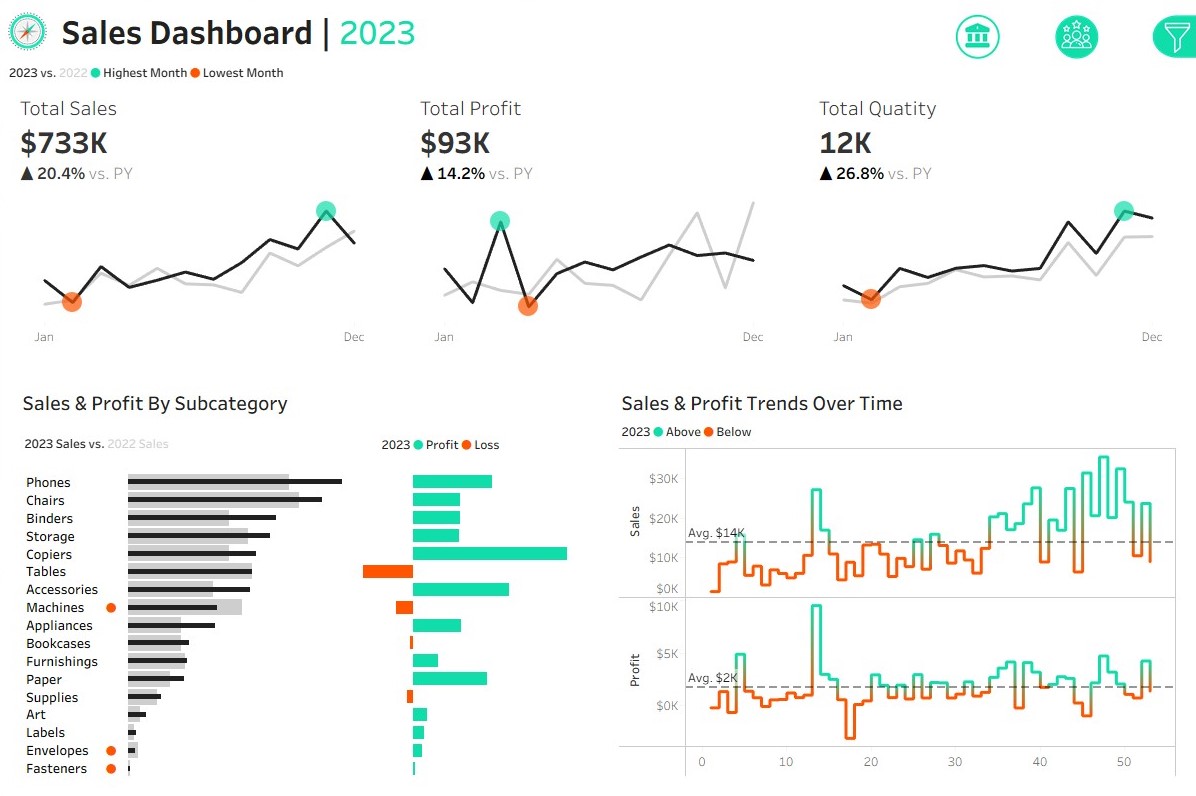 Sales Dashboard | 2023
2023 vs. 2022 Highest Month Lowest Month
Total Sales
$733K
▲ 20.4% vs. PY
Jan Dec
Total Profit
$93K
▲ 14.2% vs. PY
Jan Dec
Total Quatity
12K
▲ 26.8% vs. PY
Jan Dec
Sales & Profit By Subcategory
2023 Sales vs. 2022 Sales
2023 Profit Loss
Phones
Chairs
Binders
Storage
Copiers
Tables
Accessories
Machines
Appliances
Bookcases
Furnishings
Paper
Supplies
Art
Labels
Envelopes
Fasteners
Sales & Profit Trends Over Time
2023 Above Below
Sales
$30K
$20K
$10K
$0K
Avg. $14K
Profit
$10K
$5K
$0K
Avg. $2K
0 10 20 30 40 50